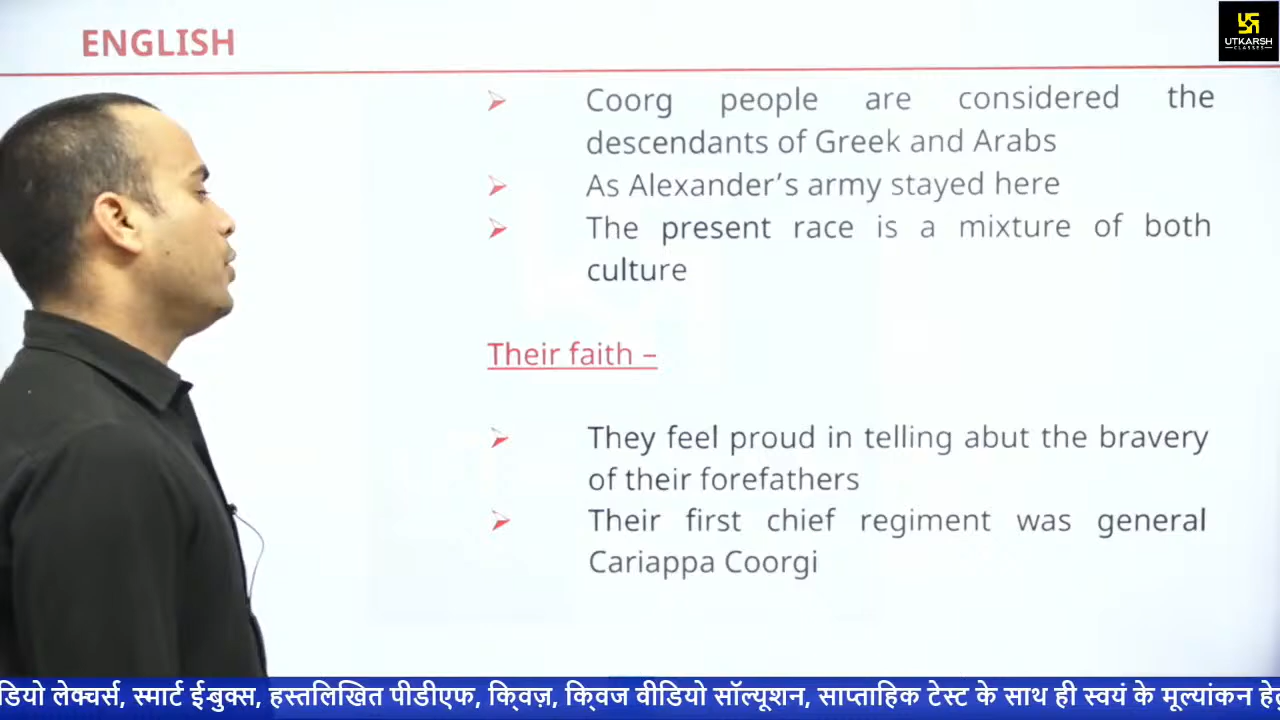 ENGLISH
UTKARSH
CLASSES
➢ Coorg people are considered the
descendants of Greek and Arabs
➢ As Alexander’s army stayed here
➢ The present race is a mixture of both
culture
Their faith –
➢ They feel proud in telling abut the bravery
of their forefathers
➢ Their first chief regiment was general
Cariappa Coorgi
डियो लेक्चर्स, स्मार्ट ई-बुक्स, हस्तलिखित पीडीएफ, क्विज़, क्विज वीडियो सॉल्यूशन, साप्ताहिक टेस्ट के साथ ही स्वयं के मूल्यांकन हेतु